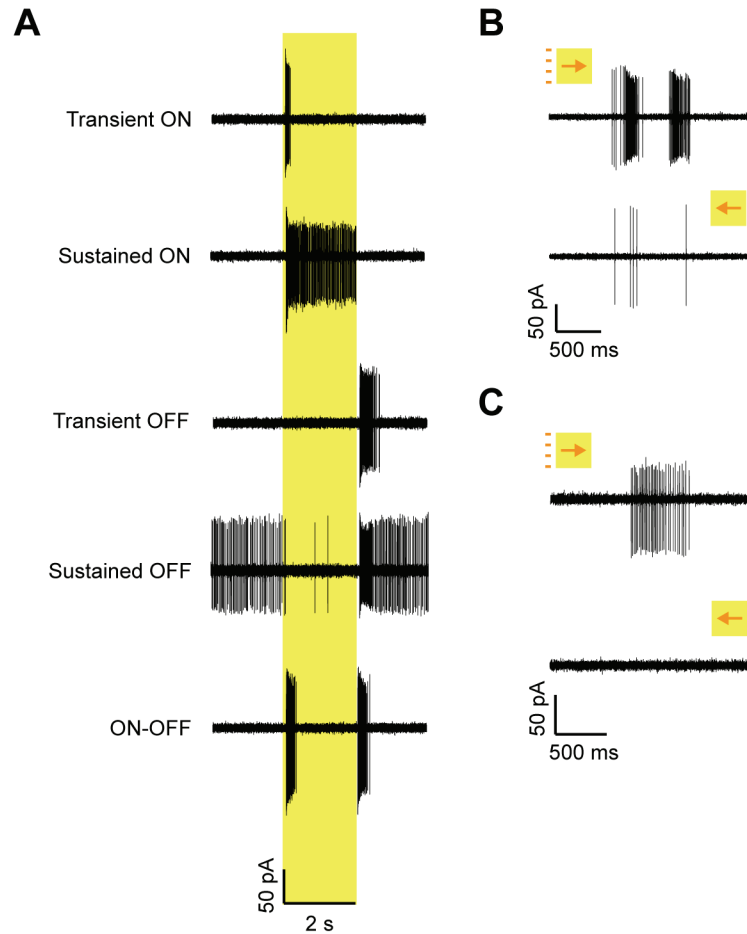 A
Transient ON
Sustained ON
Transient OFF
Sustained OFF
ON-OFF
50 pA
2 s
B
50 pA
500 ms
C
50 pA
500 ms